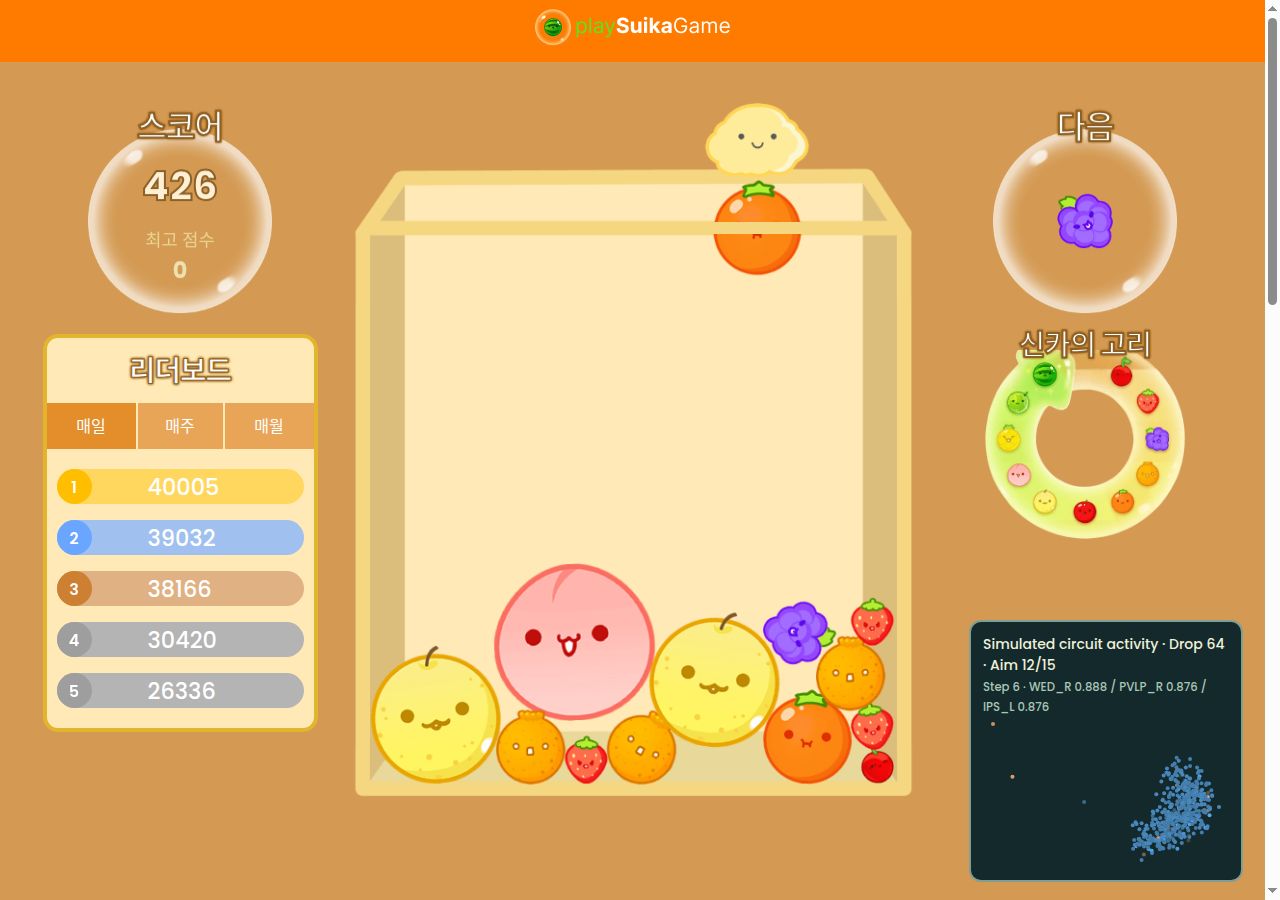 playSuikaGame
스코어
426
최고 점수
0
리더보드
매일 매주 매월
1 40005
2 39032
3 38166
4 30420
5 26336
다음
신카의 고리
Simulated circuit activity · Drop 64
· Aim 12/15
Step 6 · WED_R 0.888 / PVLP_R 0.876 /
IPS_L 0.876